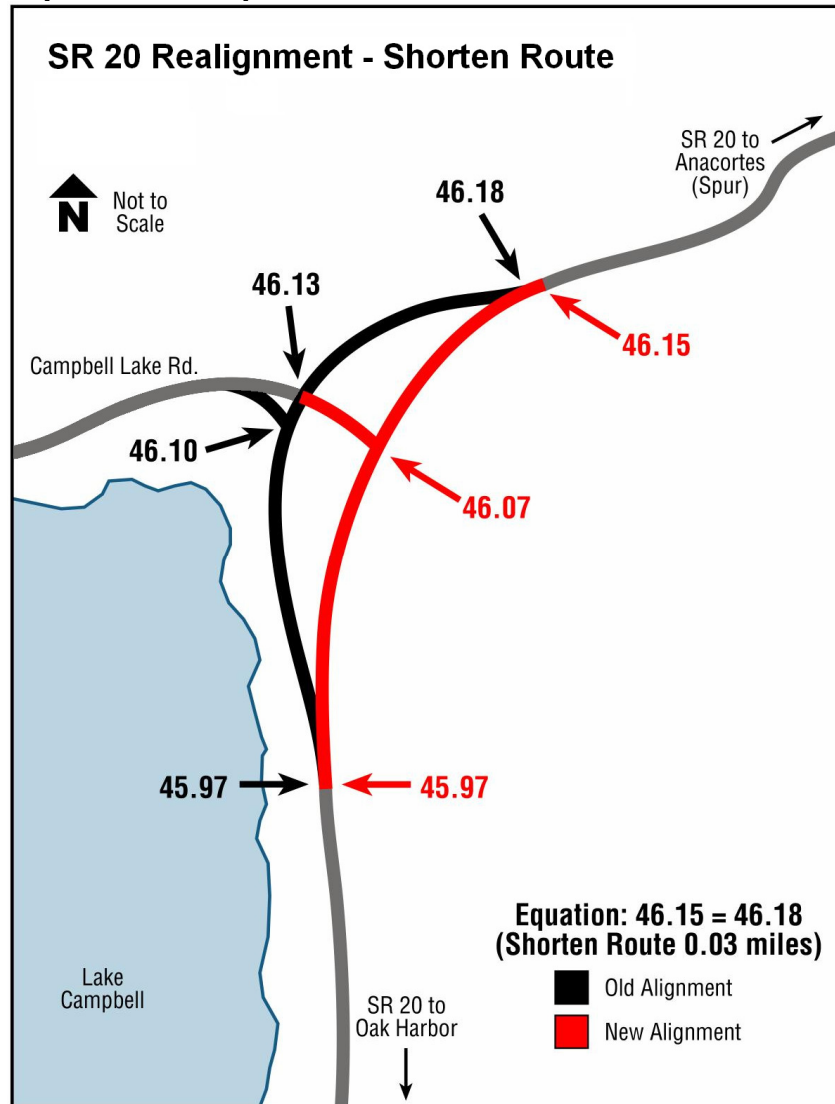 SR 20 Realignment - Shorten Route
SR 20 to
Anacortes
(Spur)
N
Not to
Scale
46.18
46.13
46.15
Campbell Lake Rd.
46.10
46.07
45.97
45.97
Equation: 46.15 = 46.18
(Shorten Route 0.03 miles)
Old Alignment
New Alignment
Lake
Campbell
SR 20 to
Oak Harbor